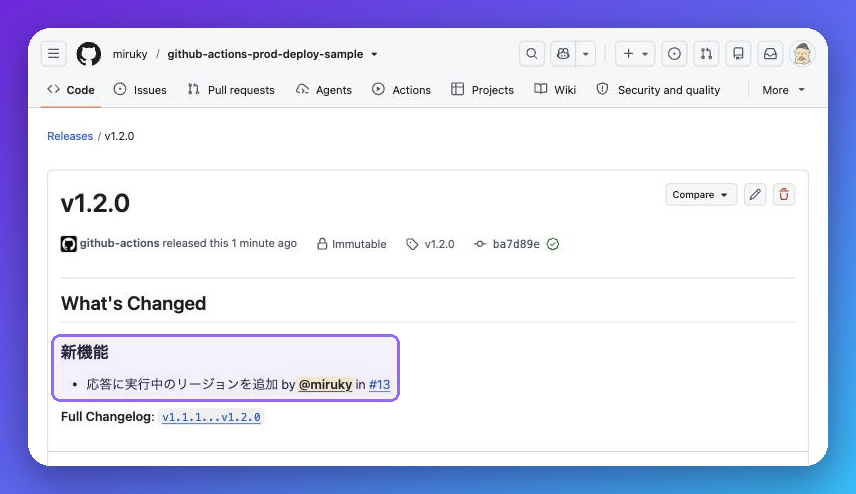 miruky / github-actions-prod-deploy-sample
Code Issues Pull requests Agents Actions Projects Wiki Security and quality More
Releases / v1.2.0
v1.2.0
Compare
github-actions released this 1 minute ago Immutable v1.2.0 ba7d89e
What's Changed
新機能
• 応答に実行中のリージョンを追加 by @miruky in #13
Full Changelog: v1.1.1...v1.2.0